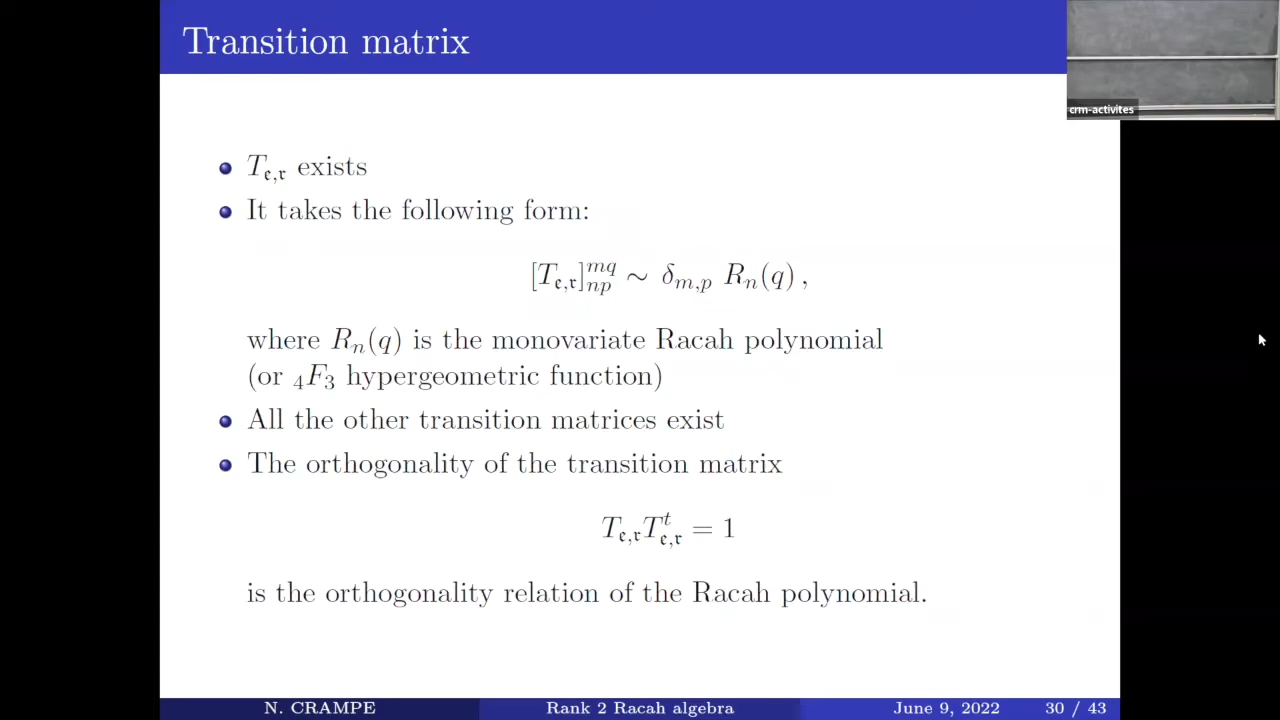 Transition matrix
crm-activites
T_{𝔢,𝔯} exists
It takes the following form:
[T_{𝔢,𝔯}]^{mq}_{np} ∼ δ_{m,p} R_n(q) ,
where R_n(q) is the monovariate Racah polynomial
(or ₄F₃ hypergeometric function)
All the other transition matrices exist
The orthogonality of the transition matrix
T_{𝔢,𝔯}T^t_{𝔢,𝔯} = 1
is the orthogonality relation of the Racah polynomial.
N. CRAMPE Rank 2 Racah algebra June 9, 2022 30 / 43